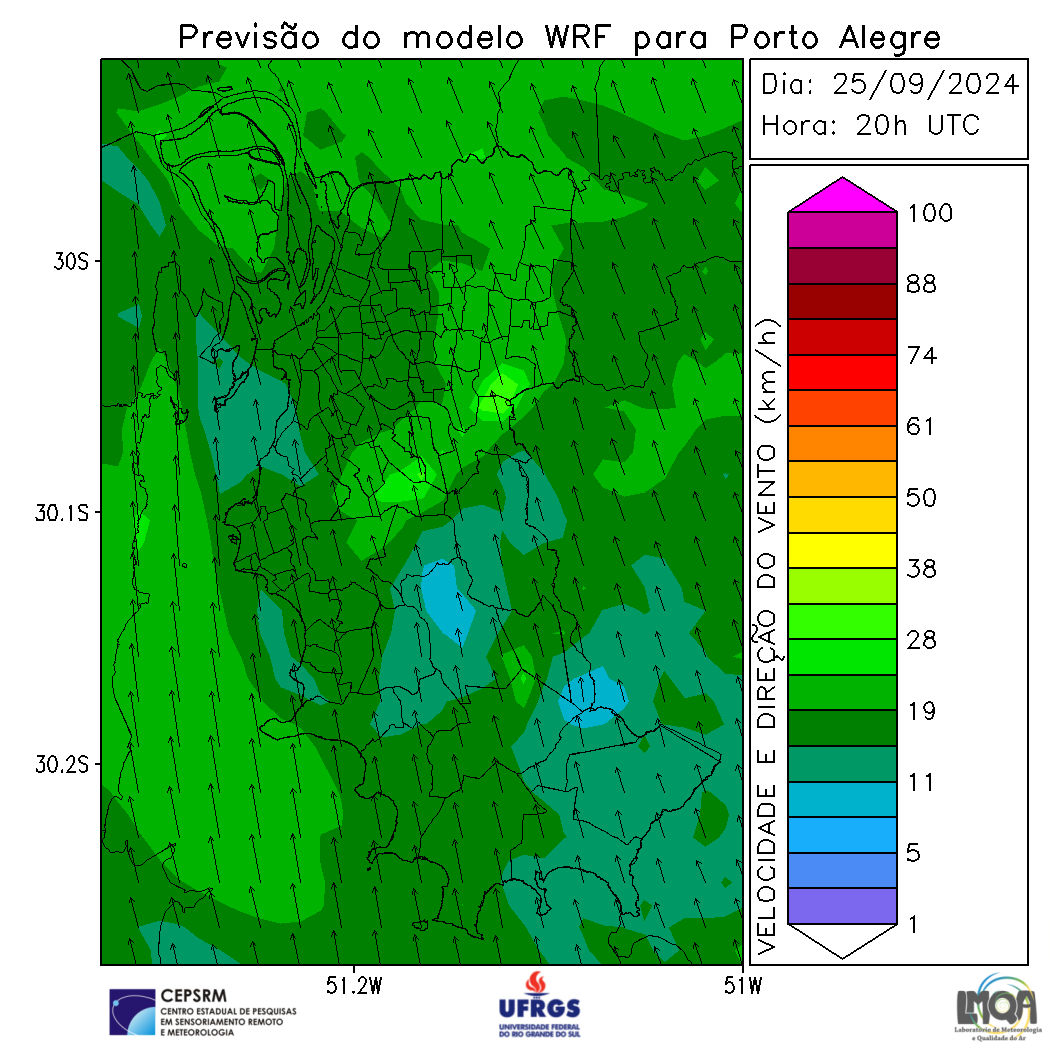 Previsão do modelo WRF para Porto Alegre
Dia: 25/09/2024
Hora: 20h UTC
30S
30.1S
30.2S
51.2W
51W
VELOCIDADE E DIREÇÃO DO VENTO (km/h)
100
88
74
61
50
38
28
19
11
5
1
CEPSRM
CENTRO ESTADUAL DE PESQUISAS
EM SENSORIAMENTO REMOTO
E METEOROLOGIA
UFRGS
UNIVERSIDADE FEDERAL
DO RIO GRANDE DO SUL
LMQA
Laboratório de Meteorologia
e Qualidade do Ar